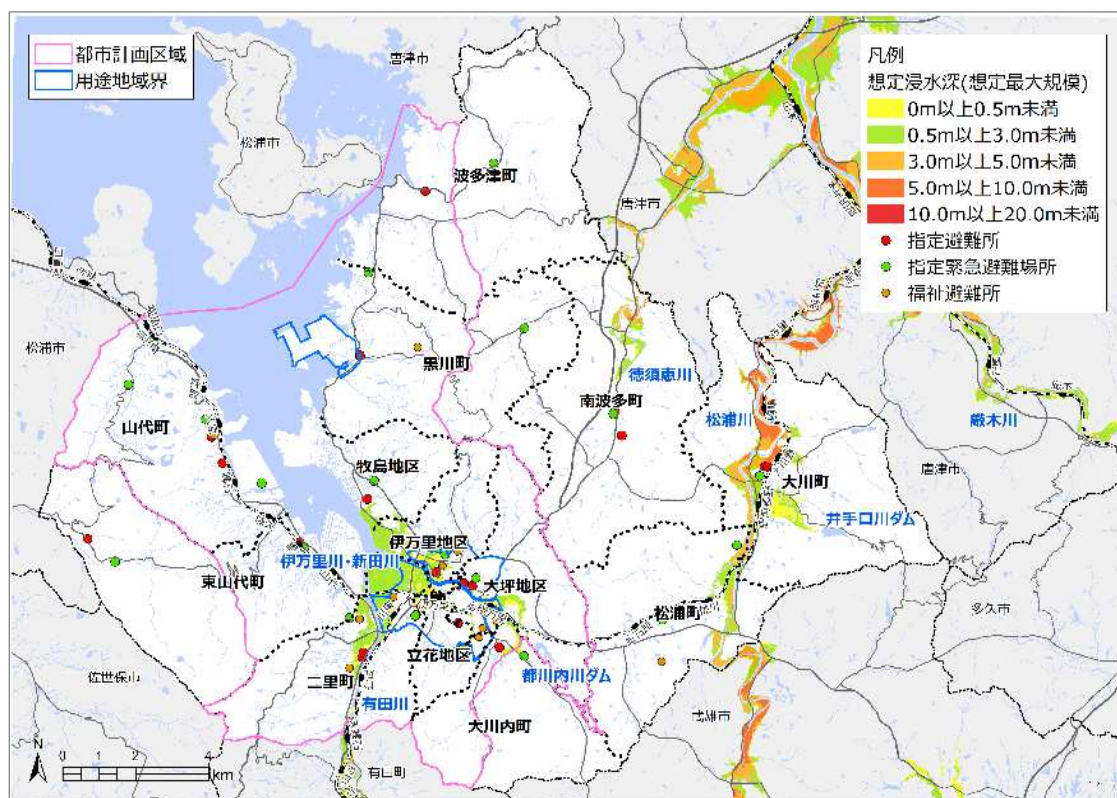 都市計画区域
用途地域界
凡例
想定浸水深(想定最大規模)
0m以上0.5m未満
0.5m以上3.0m未満
3.0m以上5.0m未満
5.0m以上10.0m未満
10.0m以上20.0m未満
指定避難所
指定緊急避難場所
福祉避難所
唐津市
松浦市
波多津町
唐津市
松浦市
黒川町
徳須恵川
南波多町
松浦川
厳木川
山代町
牧島地区
大川町
唐津市
井手口川ダム
伊万里地区
伊万里川・新田川
東山代町
大坪地区
松浦町
多久市
立花地区
都川内川ダム
二里町
佐世保市
有田川
大川内町
武雄市
有田町
N
0 1 2 4
km